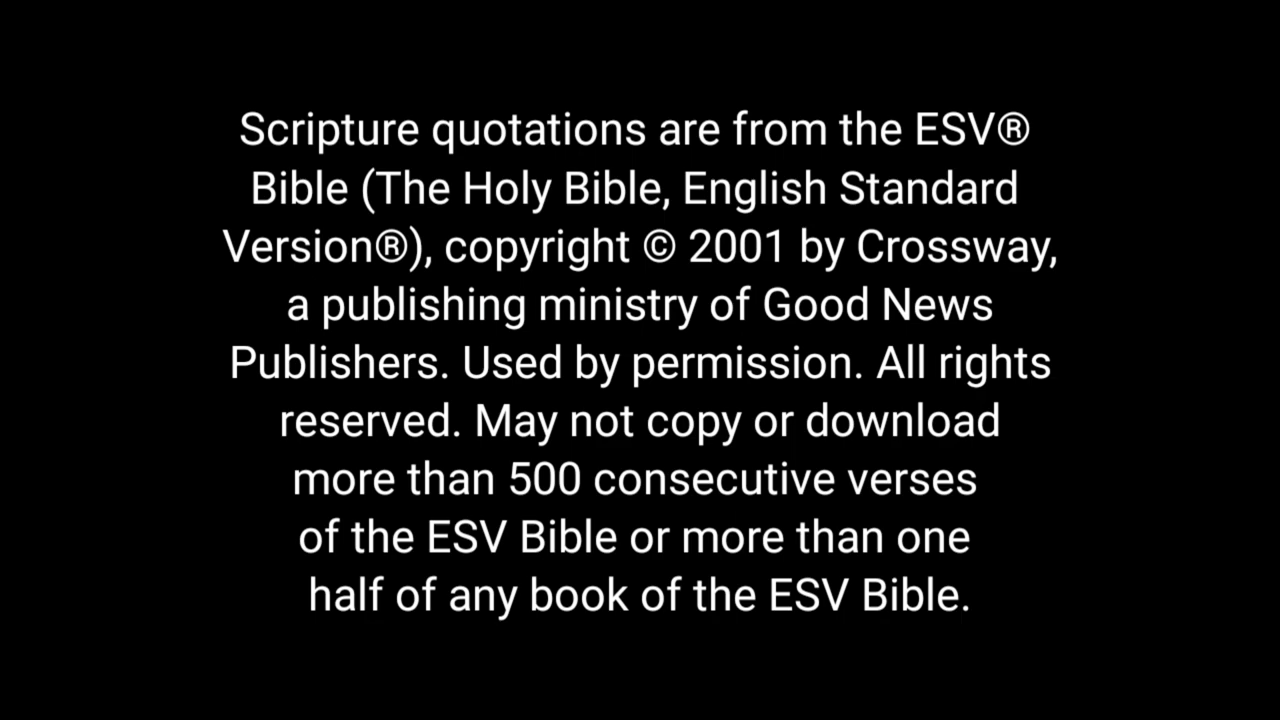 Scripture quotations are from the ESV®
Bible (The Holy Bible, English Standard
Version®), copyright © 2001 by Crossway,
a publishing ministry of Good News
Publishers. Used by permission. All rights
reserved. May not copy or download
more than 500 consecutive verses
of the ESV Bible or more than one
half of any book of the ESV Bible.